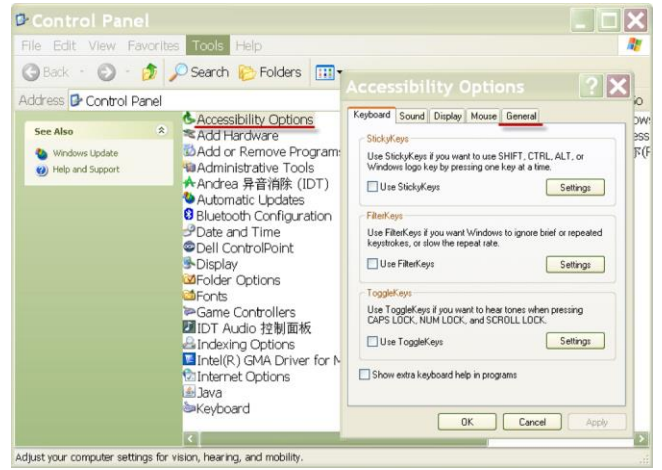 Control Panel
File Edit View Favorites Tools Help
Back Search Folders
Address Control Panel
See Also
Windows Update
Help and Support
Accessibility Options
Add Hardware
Add or Remove Program
Administrative Tools
Andrea 异音消除 (IDT)
Automatic Updates
Bluetooth Configuration
Date and Time
Dell ControlPoint
Display
Folder Options
Fonts
Game Controllers
IDT Audio 控制面板
Indexing Options
Intel(R) GMA Driver for M
Internet Options
Java
Keyboard
Accessibility Options
Keyboard Sound Display Mouse General
StickyKeys
Use StickyKeys if you want to use SHIFT, CTRL, ALT, or
Windows logo key by pressing one key at a time.
Use StickyKeys Settings
FilterKeys
Use FilterKeys if you want Windows to ignore brief or repeated
keystrokes, or slow the repeat rate.
Use FilterKeys Settings
ToggleKeys
Use ToggleKeys if you want to hear tones when pressing
CAPS LOCK, NUM LOCK, and SCROLL LOCK.
Use ToggleKeys Settings
Show extra keyboard help in programs
OK Cancel Apply
Adjust your computer settings for vision, hearing, and mobility.